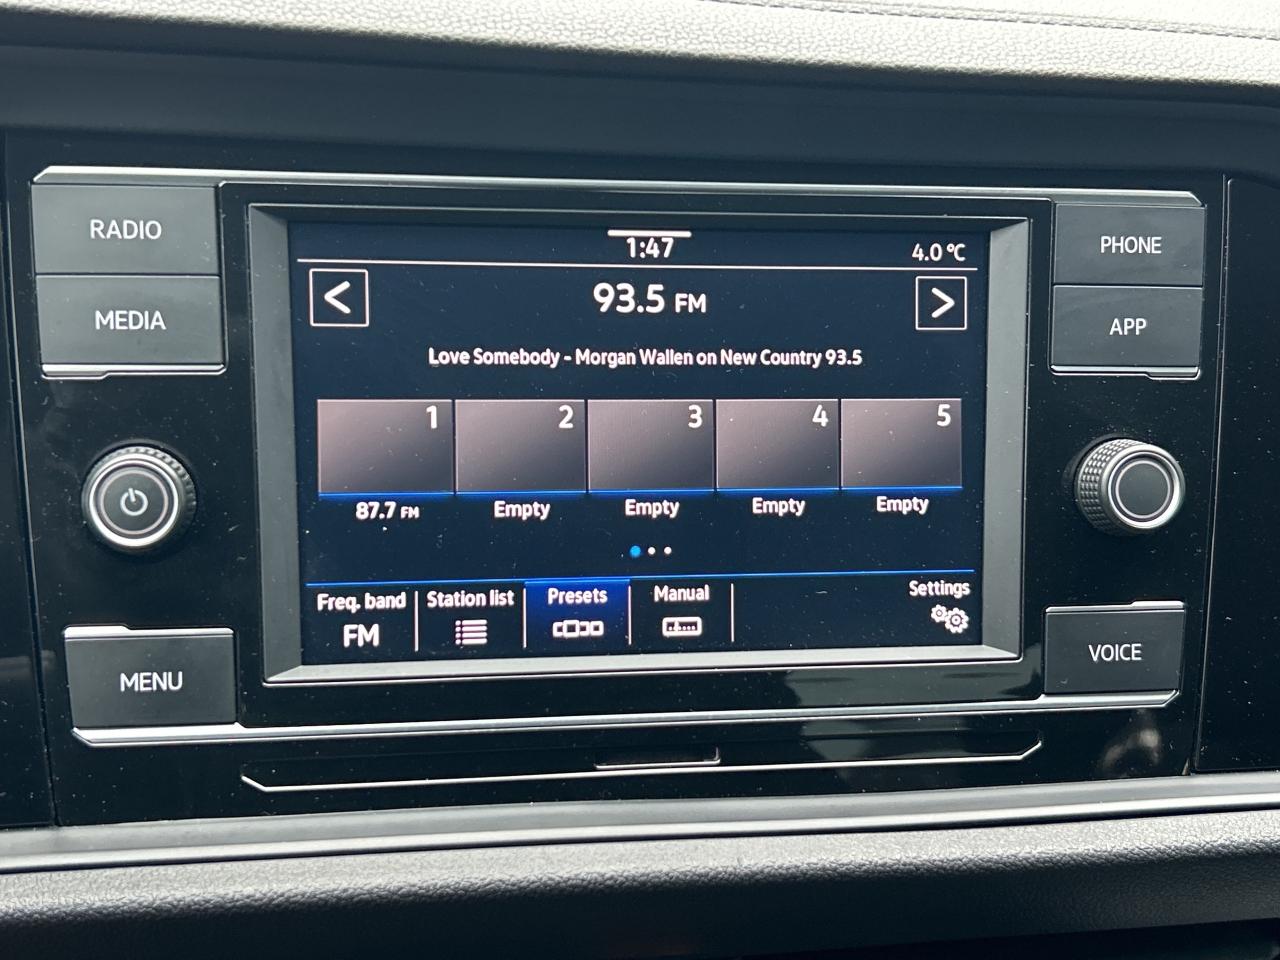 RADIO
MEDIA
MENU
1:47
4.0 °C
<
93.5 FM
>
Love Somebody - Morgan Wallen on New Country 93.5
1
2
3
4
5
87.7 FM
Empty
Empty
Empty
Empty
Freq. band
FM
Station list
Presets
Manual
Settings
PHONE
APP
VOICE